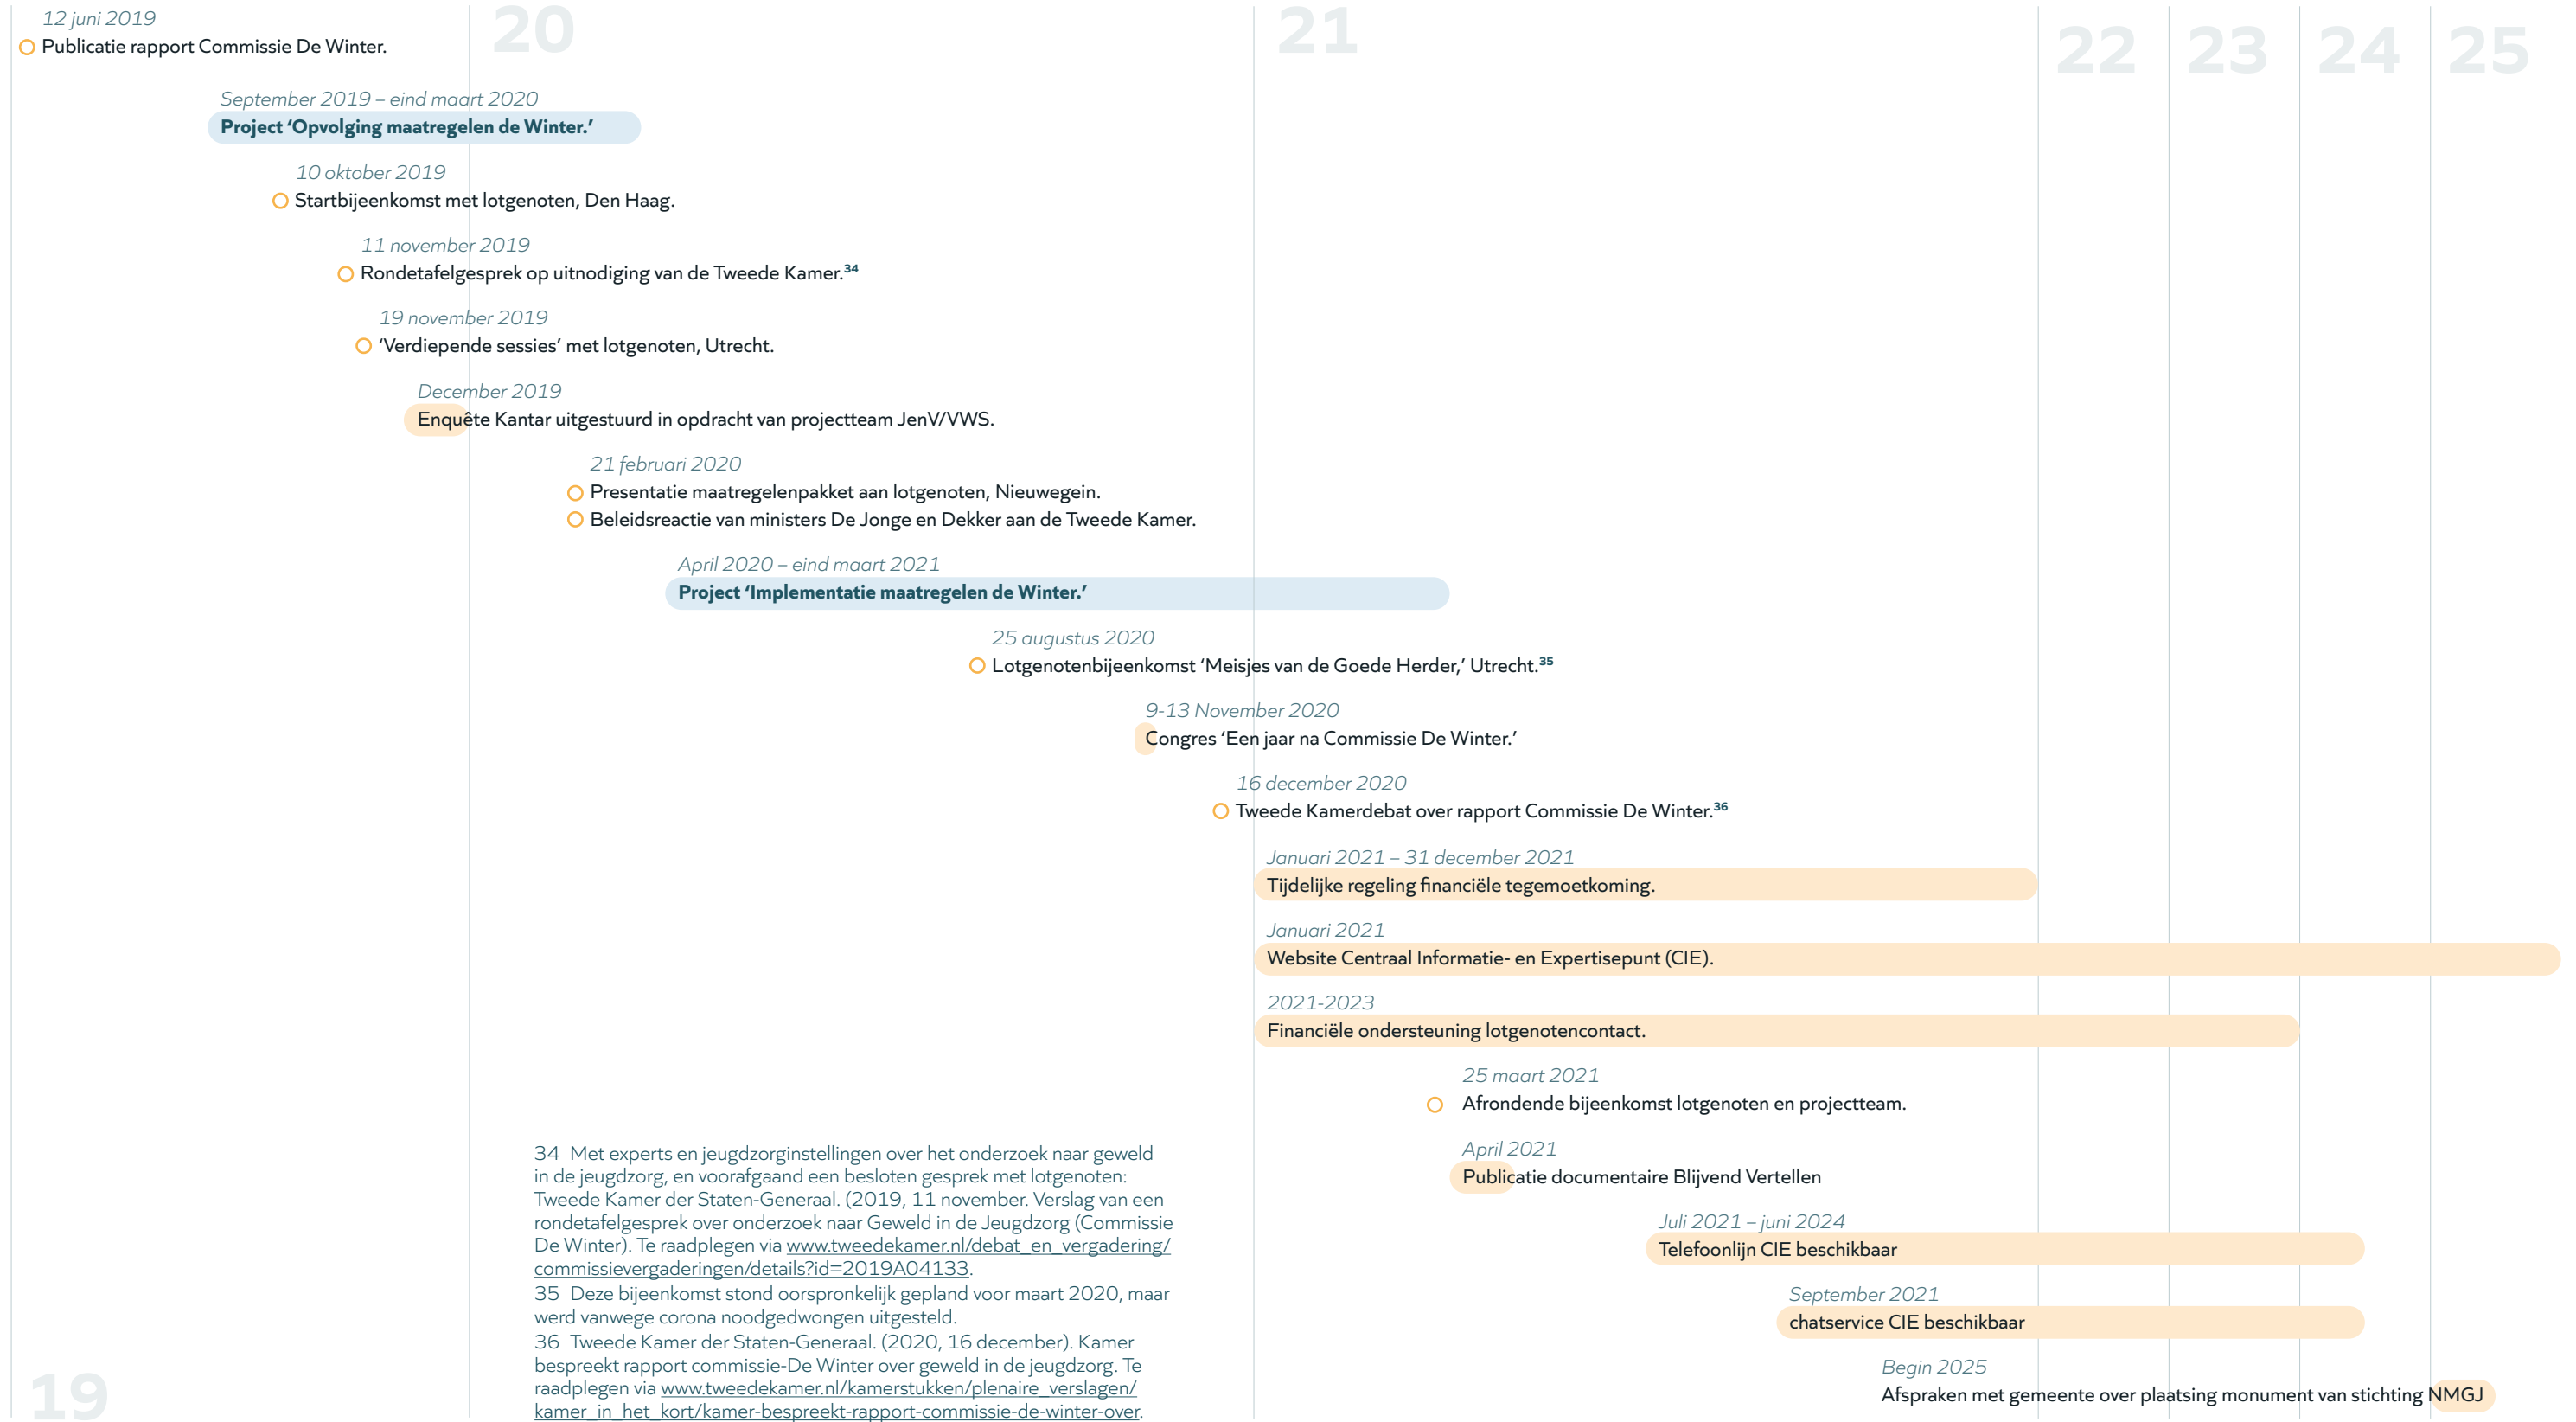 20
21
22
23
24
25
12 juni 2019
Publicatie rapport Commissie De Winter.
September 2019 – eind maart 2020
Project ‘Opvolging maatregelen de Winter.’
10 oktober 2019
Startbijeenkomst met lotgenoten, Den Haag.
11 november 2019
Rondetafelgesprek op uitnodiging van de Tweede Kamer.34
19 november 2019
‘Verdiepende sessies’ met lotgenoten, Utrecht.
December 2019
Enquête Kantar uitgestuurd in opdracht van projectteam JenV/VWS.
21 februari 2020
Presentatie maatregelenpakket aan lotgenoten, Nieuwegein.
Beleidsreactie van ministers De Jonge en Dekker aan de Tweede Kamer.
April 2020 – eind maart 2021
Project ‘Implementatie maatregelen de Winter.’
25 augustus 2020
Lotgenotenbijeenkomst ‘Meisjes van de Goede Herder,’ Utrecht.35
9-13 November 2020
Congres ‘Een jaar na Commissie De Winter.’
16 december 2020
Tweede Kamerdebat over rapport Commissie De Winter.36
Januari 2021 – 31 december 2021
Tijdelijke regeling financiële tegemoetkoming.
Januari 2021
Website Centraal Informatie- en Expertisepunt (CIE).
2021-2023
Financiële ondersteuning lotgenotencontact.
25 maart 2021
Afrondende bijeenkomst lotgenoten en projectteam.
April 2021
Publicatie documentaire Blijvend Vertellen
Juli 2021 – juni 2024
Telefoonlijn CIE beschikbaar
September 2021
chatservice CIE beschikbaar
Begin 2025
Afspraken met gemeente over plaatsing monument van stichting NMGJ
34 Met experts en jeugdzorginstellingen over het onderzoek naar geweld
in de jeugdzorg, en voorafgaand een besloten gesprek met lotgenoten:
Tweede Kamer der Staten-Generaal. (2019, 11 november. Verslag van een
rondetafelgesprek over onderzoek naar Geweld in de Jeugdzorg (Commissie
De Winter). Te raadplegen via www.tweedekamer.nl/debat_en_vergadering/
commissievergaderingen/details?id=2019A04133.
35 Deze bijeenkomst stond oorspronkelijk gepland voor maart 2020, maar
werd vanwege corona noodgedwongen uitgesteld.
36 Tweede Kamer der Staten-Generaal. (2020, 16 december). Kamer
bespreekt rapport commissie-De Winter over geweld in de jeugdzorg. Te
raadplegen via www.tweedekamer.nl/kamerstukken/plenaire_verslagen/
kamer_in_het_kort/kamer-bespreekt-rapport-commissie-de-winter-over.
19